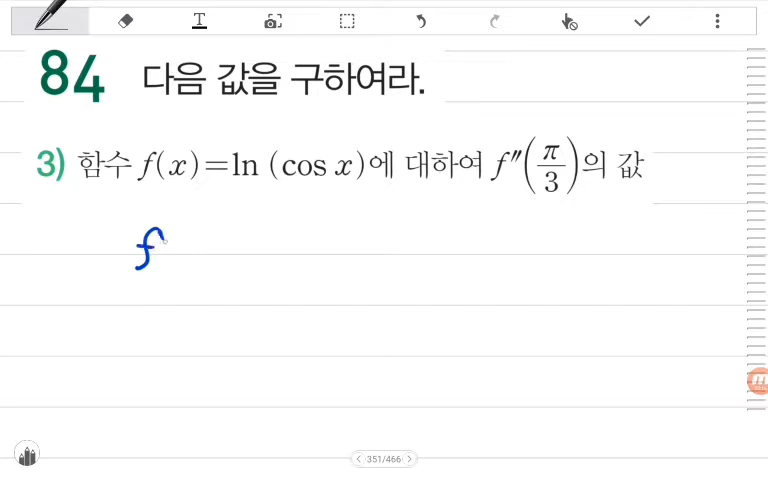 T
84 다음 값을 구하여라.
3) 함수 f(x)=ln (cos x)에 대하여 f″(π/3)의 값
f
351/466